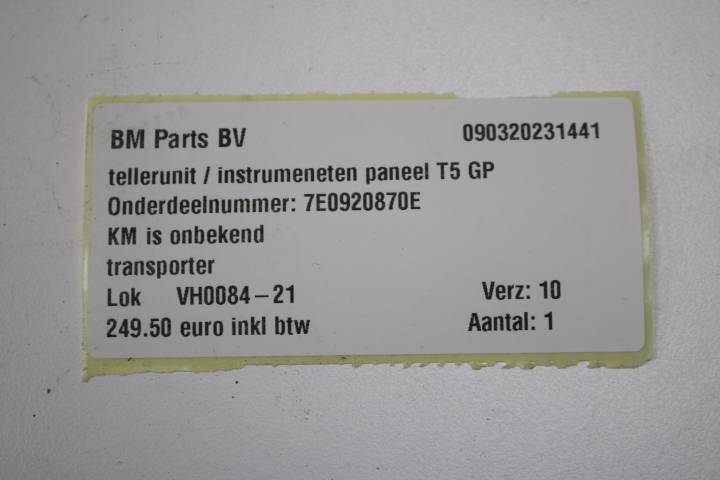 BM Parts BV 090320231441
tellerunit / instrumeneten paneel T5 GP
Onderdeelnummer: 7E0920870E
KM is onbekend
transporter
Lok VH0084-21 Verz: 10
249.50 euro inkl btw Aantal: 1